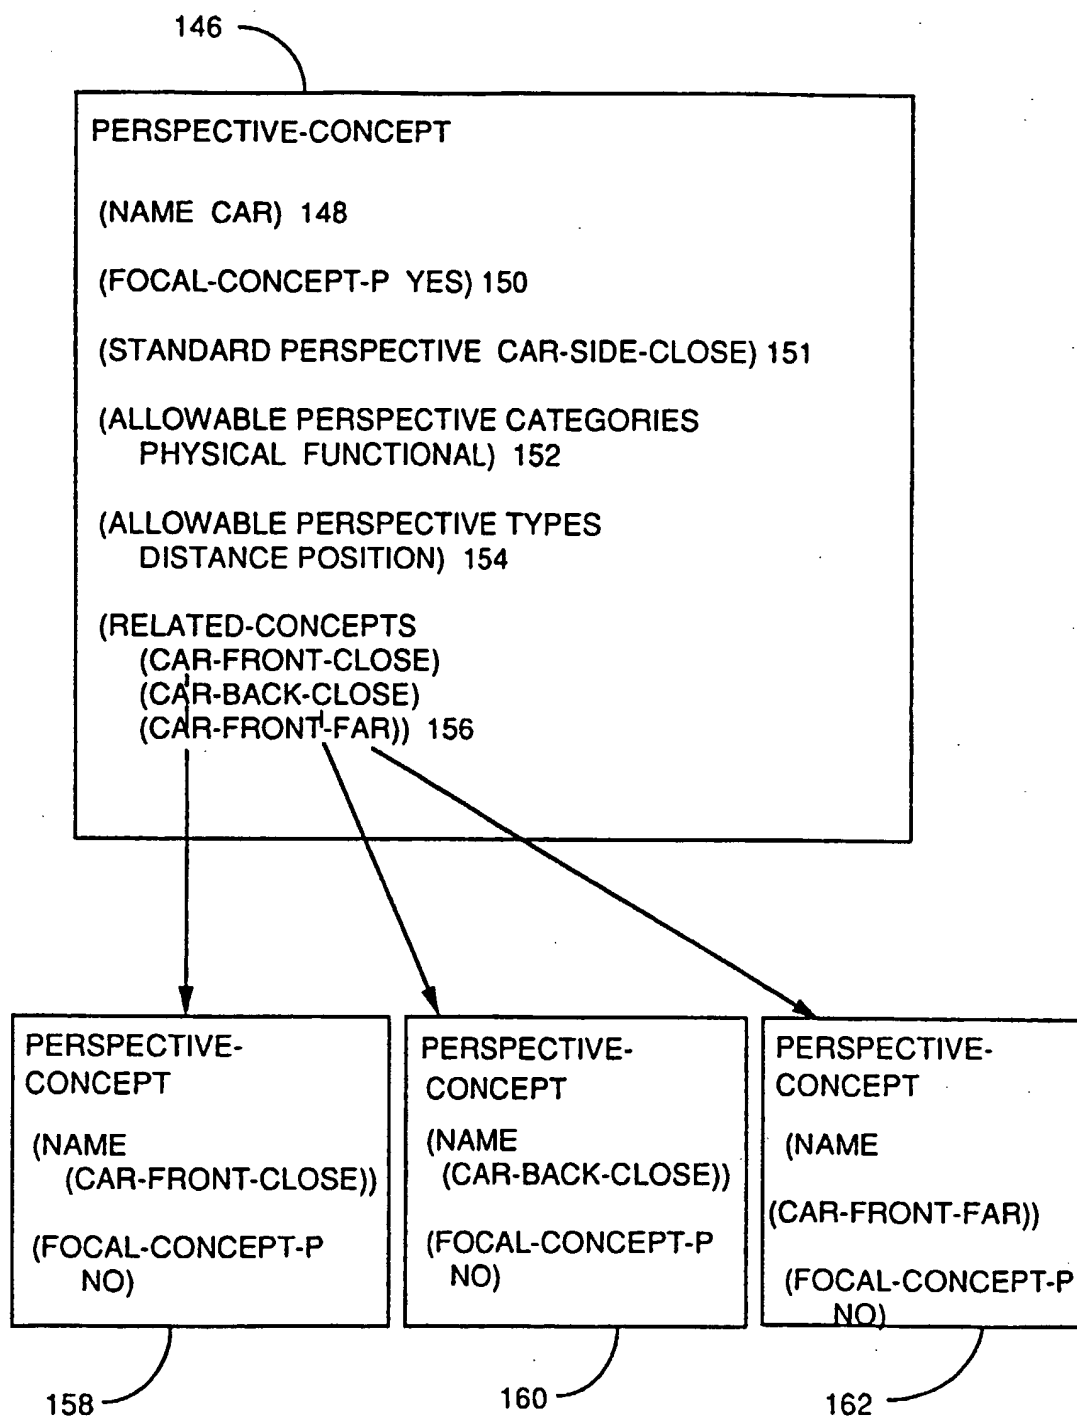 146
PERSPECTIVE-CONCEPT
(NAME CAR) 148
(FOCAL-CONCEPT-P YES) 150
(STANDARD PERSPECTIVE CAR-SIDE-CLOSE) 151
(ALLOWABLE PERSPECTIVE CATEGORIES
PHYSICAL FUNCTIONAL) 152
(ALLOWABLE PERSPECTIVE TYPES
DISTANCE POSITION) 154
(RELATED-CONCEPTS
(CAR-FRONT-CLOSE)
(CAR-BACK-CLOSE)
(CAR-FRONT-FAR)) 156
PERSPECTIVE-
CONCEPT
(NAME
(CAR-FRONT-CLOSE))
(FOCAL-CONCEPT-P
NO)
158
PERSPECTIVE-
CONCEPT
(NAME
(CAR-BACK-CLOSE))
(FOCAL-CONCEPT-P
NO)
160
PERSPECTIVE-
CONCEPT
(NAME
(CAR-FRONT-FAR))
(FOCAL-CONCEPT-P
NO)
162